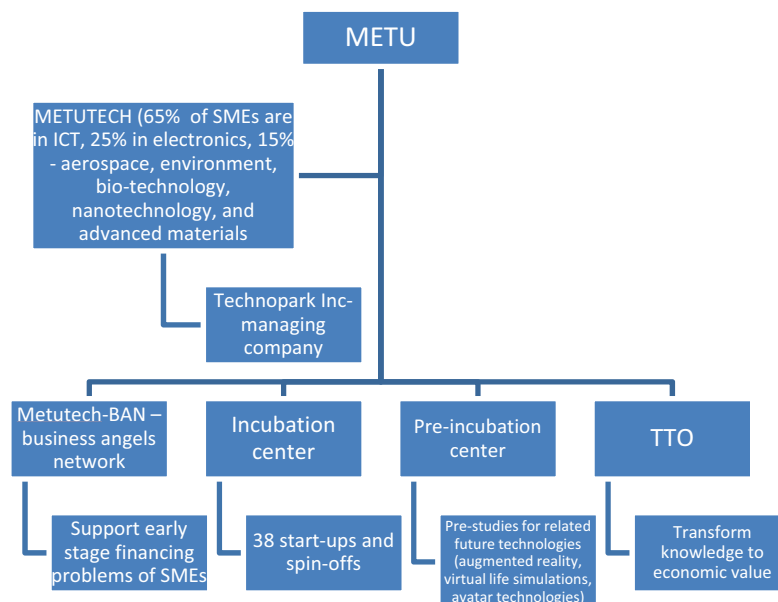 METU
METUTECH (65% of SMEs are
in ICT, 25% in electronics, 15%
- aerospace, environment,
bio-technology,
nanotechnology, and
advanced materials
Technopark Inc-
managing
company
Metutech-BAN –
business angels
network
Incubation
center
Pre-incubation
center
TTO
Support early
stage financing
problems of SMEs
38 start-ups and
spin-offs
Pre-studies for related
future technologies
(augmented reality,
virtual life simulations,
avatar technologies)
Transform
knowledge to
economic value